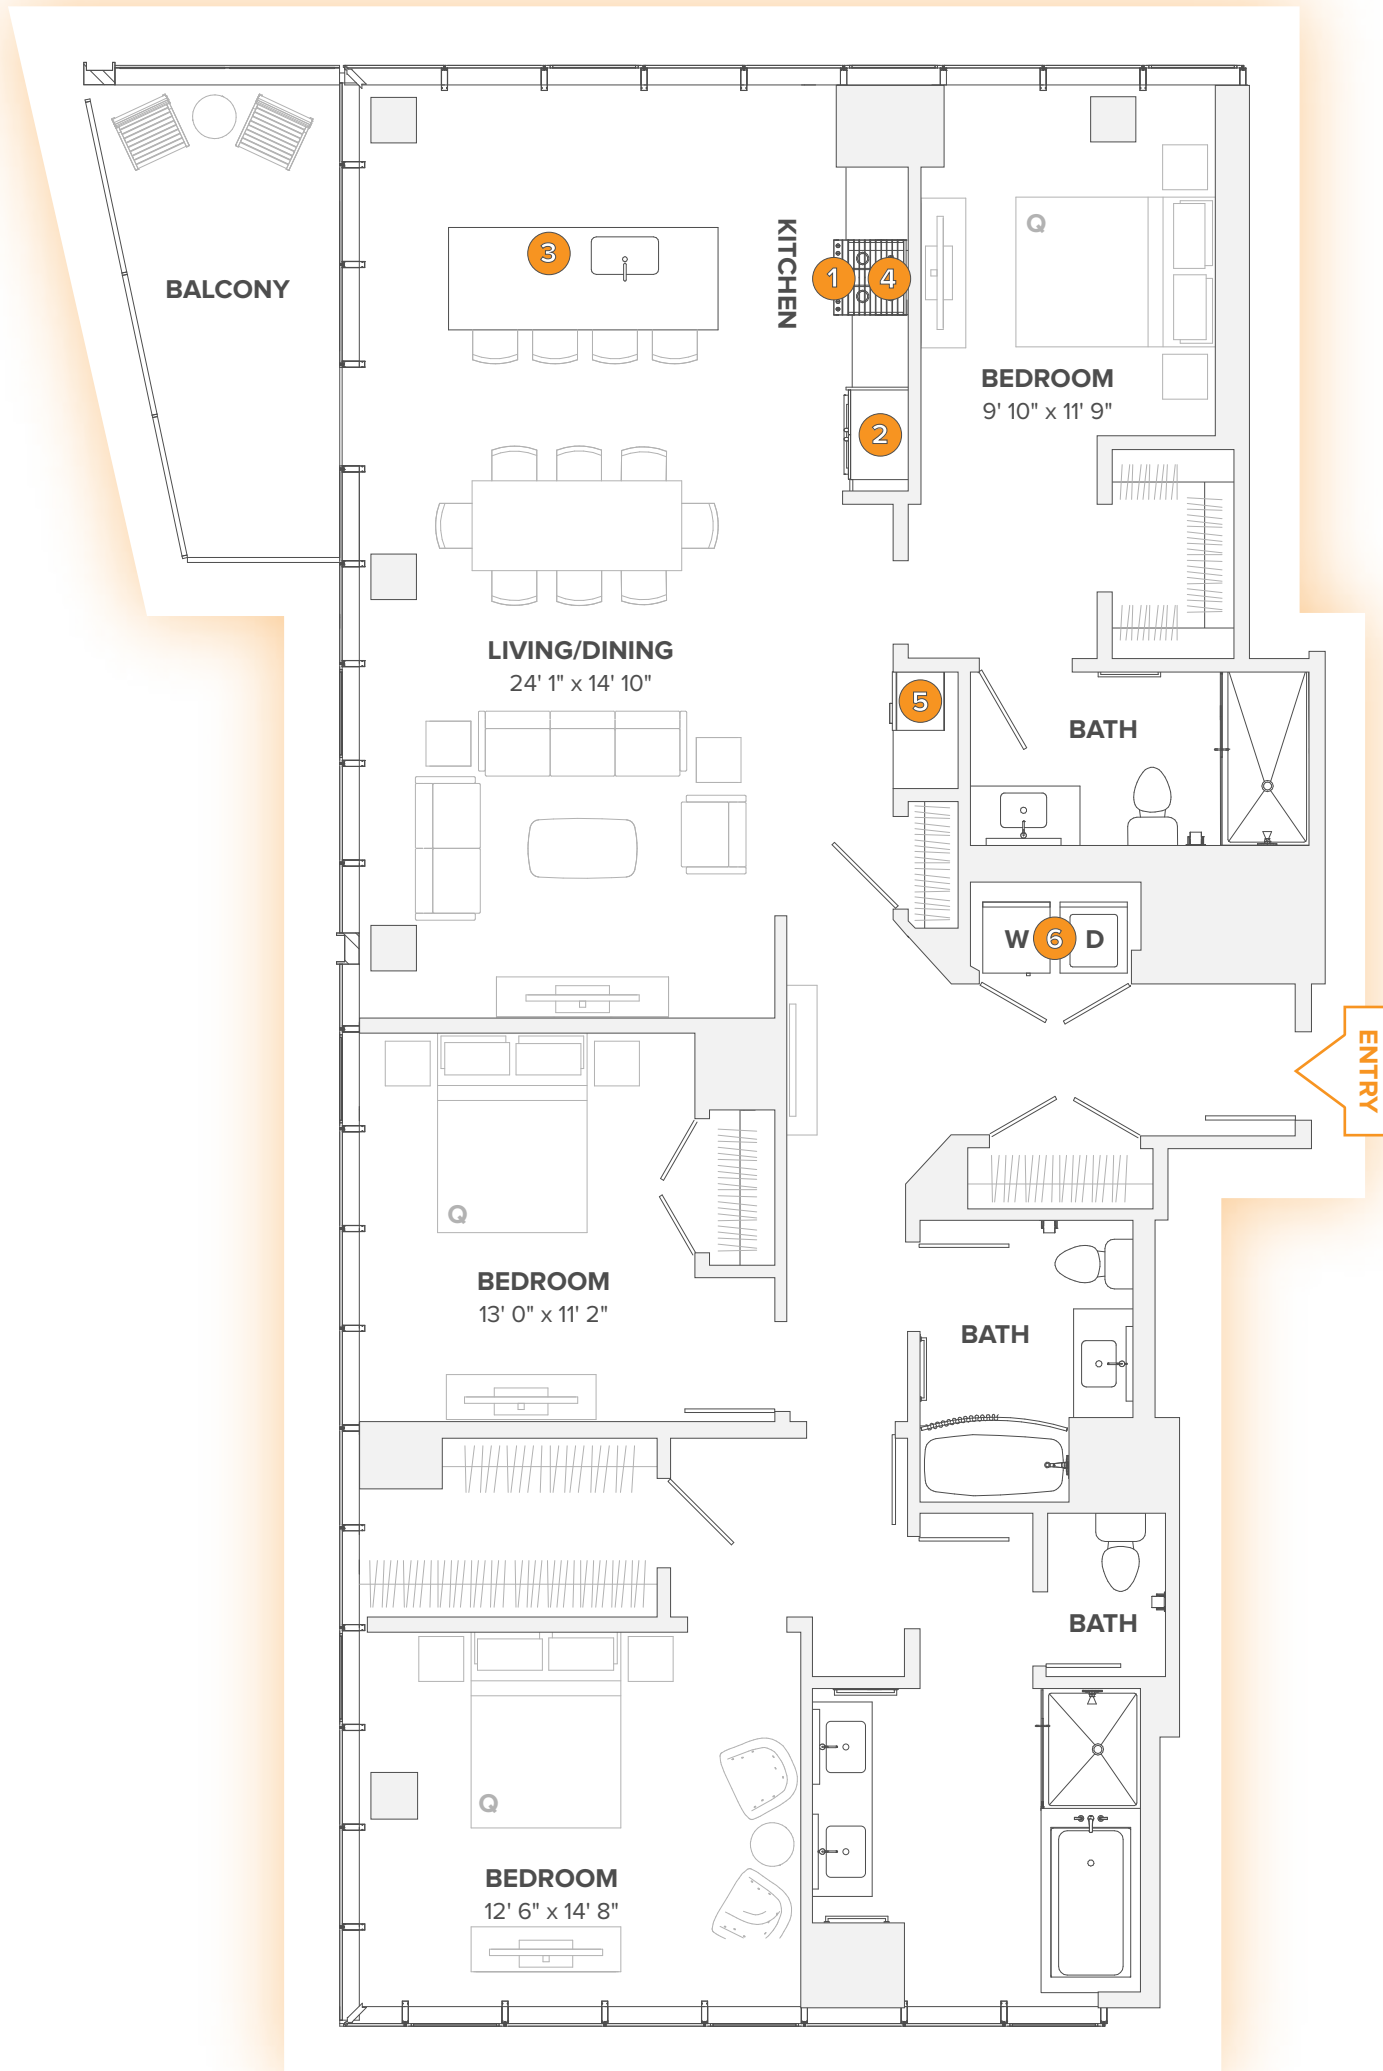 BALCONY
3
KITCHEN
1
4
2
Q
BEDROOM
9' 10" x 11' 9"
LIVING/DINING
24' 1" x 14' 10"
5
BATH
W
6
D
ENTRY
Q
BEDROOM
13' 0" x 11' 2"
BATH
BATH
Q
BEDROOM
12' 6" x 14' 8"